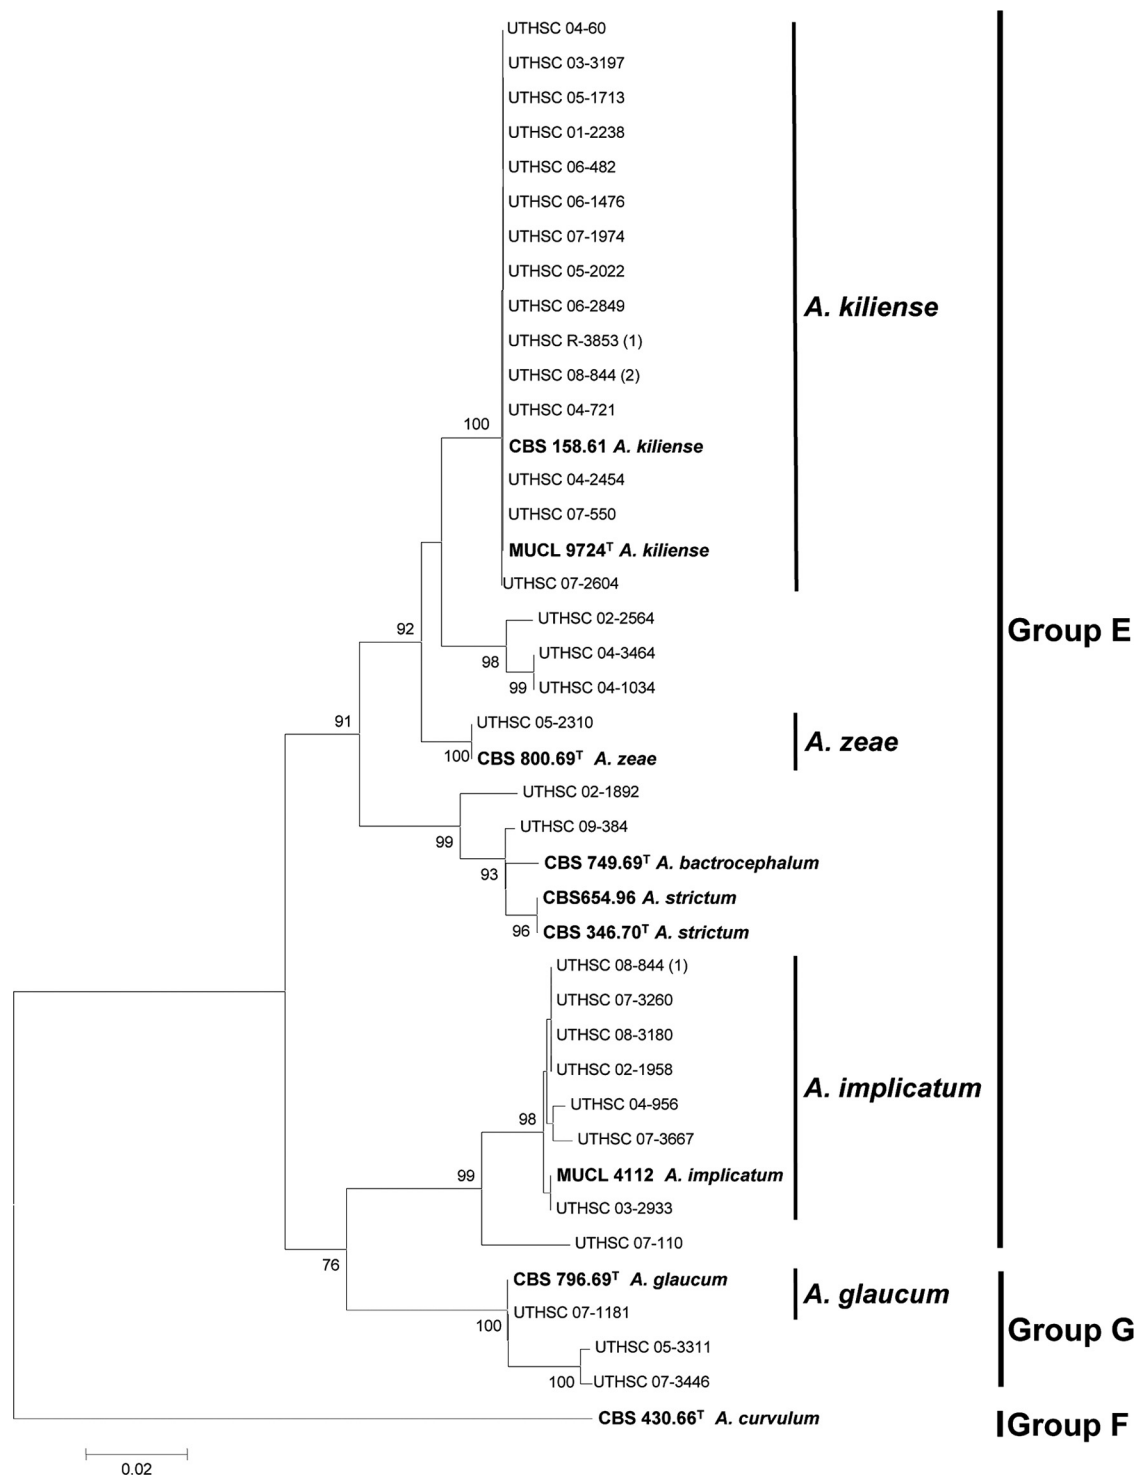 UTHSC 04-60
UTHSC 03-3197
UTHSC 05-1713
UTHSC 01-2238
UTHSC 06-482
UTHSC 06-1476
UTHSC 07-1974
UTHSC 05-2022
UTHSC 06-2849
A. kiliense
UTHSC R-3853 (1)
UTHSC 08-844 (2)
UTHSC 04-721
100
CBS 158.61 A. kiliense
UTHSC 04-2454
UTHSC 07-550
MUCL 9724ᵀ A. kiliense
UTHSC 07-2604
UTHSC 02-2564
92
Group E
UTHSC 04-3464
98
UTHSC 04-1034
99
UTHSC 05-2310
91
A. zeae
100
CBS 800.69ᵀ A. zeae
UTHSC 02-1892
UTHSC 09-384
99
CBS 749.69ᵀ A. bactrocephalum
93
CBS654.96 A. strictum
CBS 346.70ᵀ A. strictum
96
UTHSC 08-844 (1)
UTHSC 07-3260
UTHSC 08-3180
UTHSC 02-1958
A. implicatum
UTHSC 04-956
98
UTHSC 07-3667
99
MUCL 4112 A. implicatum
UTHSC 03-2933
UTHSC 07-110
76
CBS 796.69ᵀ A. glaucum
A. glaucum
UTHSC 07-1181
100
Group G
UTHSC 05-3311
100
UTHSC 07-3446
CBS 430.66ᵀ A. curvulum
Group F
0.02